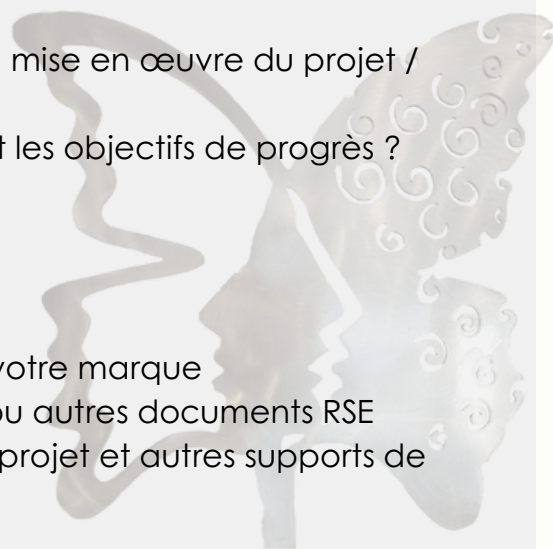 mise en œuvre du projet /
les objectifs de progrès ?
votre marque
ou autres documents RSE
projet et autres supports de